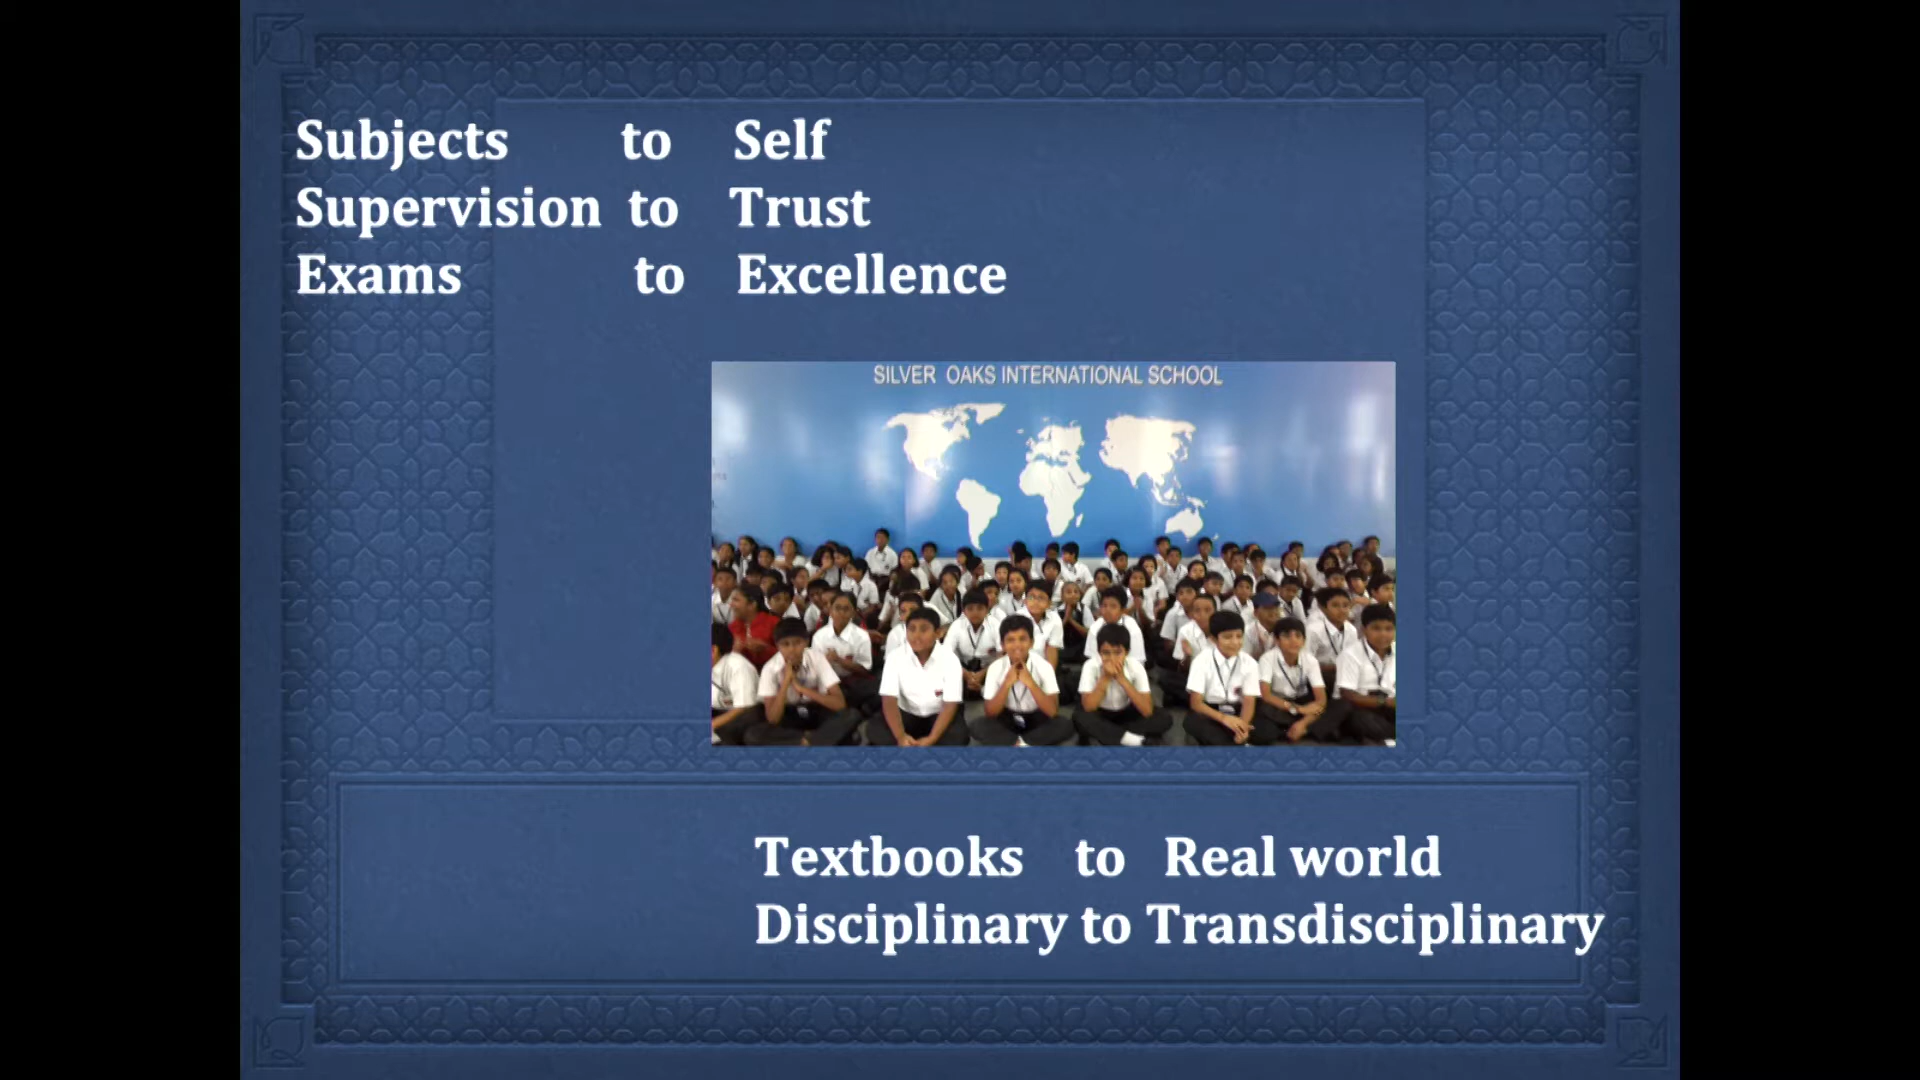 Subjects to Self
Supervision to Trust
Exams to Excellence
SILVER OAKS INTERNATIONAL SCHOOL
Textbooks to Real world
Disciplinary to Transdisciplinary